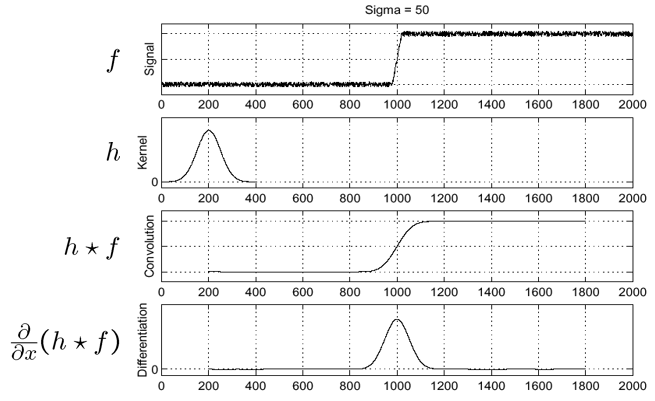 Sigma = 50
f
Signal
0 200 400 600 800 1000 1200 1400 1600 1800 2000
h
Kernel
0
0 200 400 600 800 1000 1200 1400 1600 1800 2000
h ⋆ f
Convolution
0 200 400 600 800 1000 1200 1400 1600 1800 2000
∂/∂x (h ⋆ f)
Differentiation
0
0 200 400 600 800 1000 1200 1400 1600 1800 2000